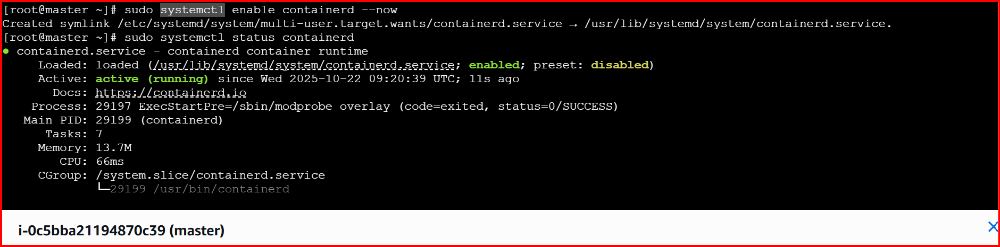 [root@master ~]# sudo systemctl enable containerd --now
Created symlink /etc/systemd/system/multi-user.target.wants/containerd.service → /usr/lib/systemd/system/containerd.service.
[root@master ~]# sudo systemctl status containerd
● containerd.service - containerd container runtime
     Loaded: loaded (/usr/lib/systemd/system/containerd.service; enabled; preset: disabled)
     Active: active (running) since Wed 2025-10-22 09:20:39 UTC; 11s ago
       Docs: https://containerd.io
    Process: 29197 ExecStartPre=/sbin/modprobe overlay (code=exited, status=0/SUCCESS)
   Main PID: 29199 (containerd)
      Tasks: 7
     Memory: 13.7M
        CPU: 66ms
     CGroup: /system.slice/containerd.service
             └─29199 /usr/bin/containerd
i-0c5bba21194870c39 (master)